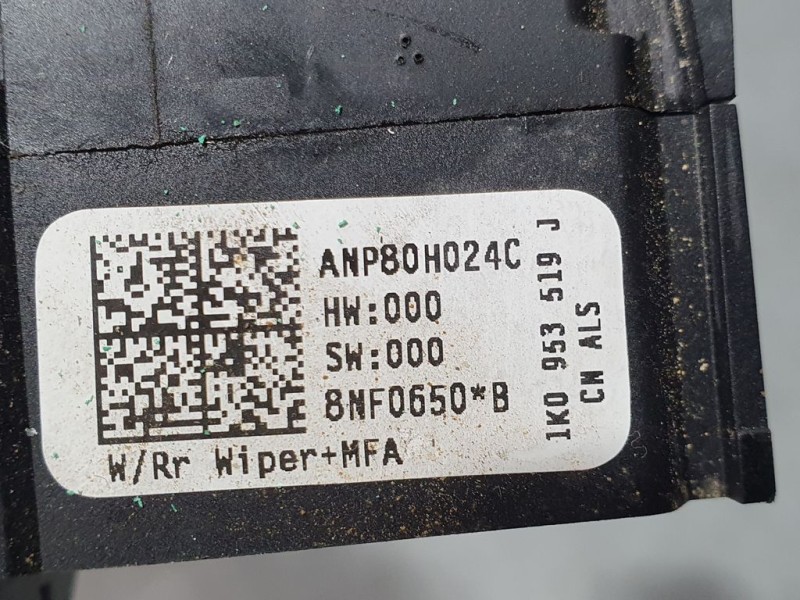 ANP80H024C
HW:000
SW:000
8NF0650*B
W/Rr Wiper+MFA
1K0 953 519 J
CN ALS